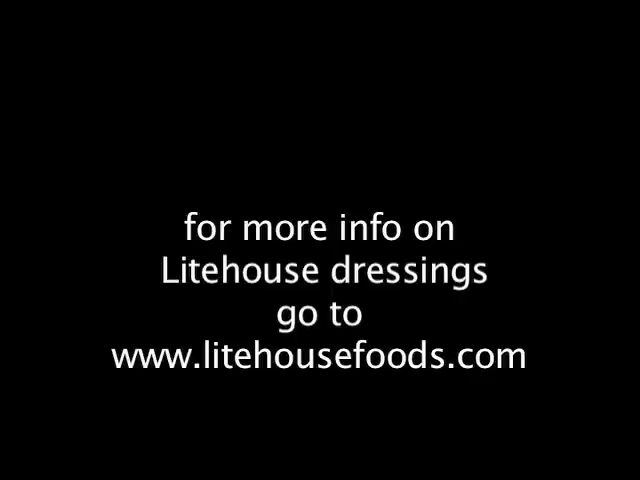 for more info on
Litehouse dressings
go to
www.litehousefoods.com